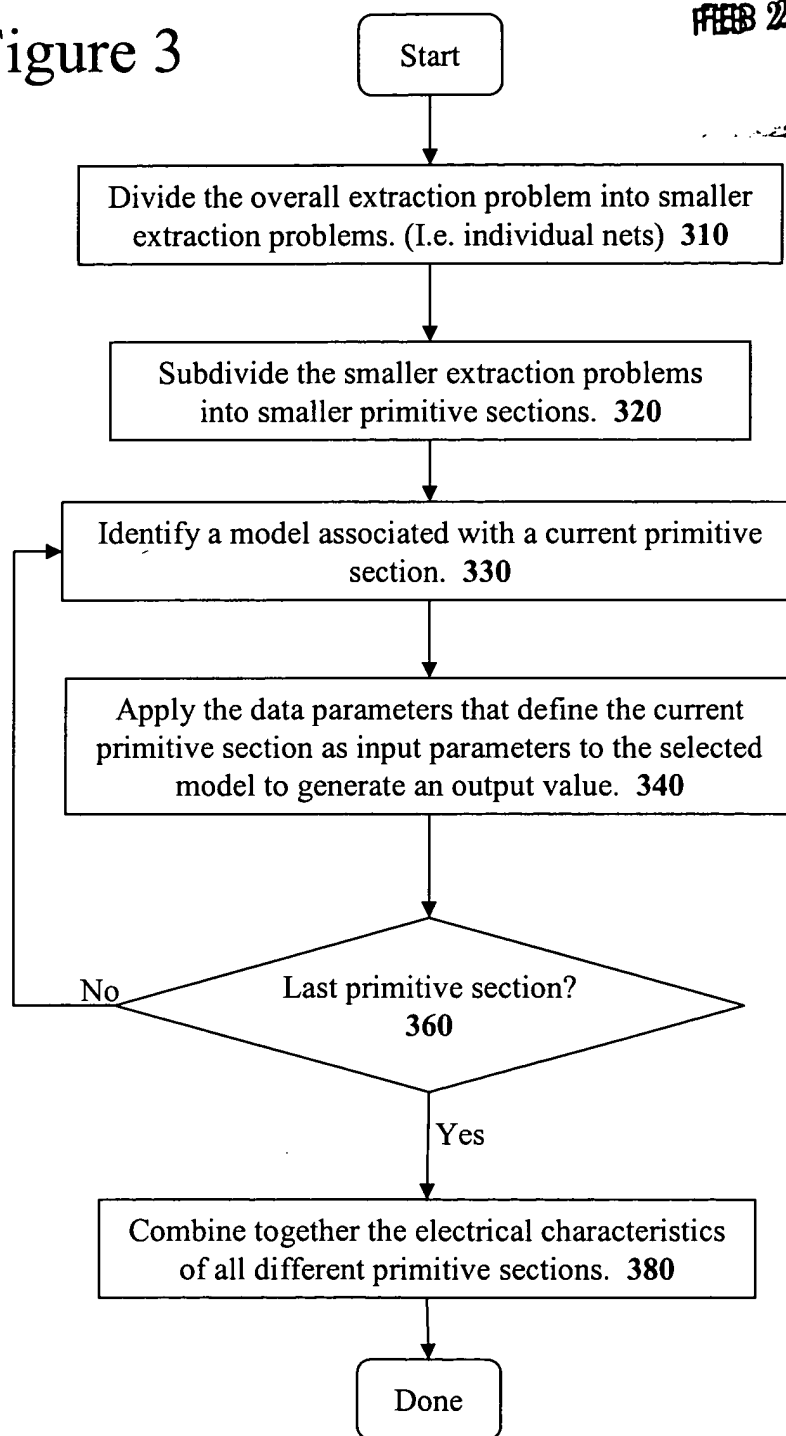 igure 3
Start
Divide the overall extraction problem into smaller
extraction problems. (I.e. individual nets) 310
Subdivide the smaller extraction problems
into smaller primitive sections. 320
Identify a model associated with a current primitive
section. 330
Apply the data parameters that define the current
primitive section as input parameters to the selected
model to generate an output value. 340
Last primitive section?
360
No
Yes
Combine together the electrical characteristics
of all different primitive sections. 380
Done